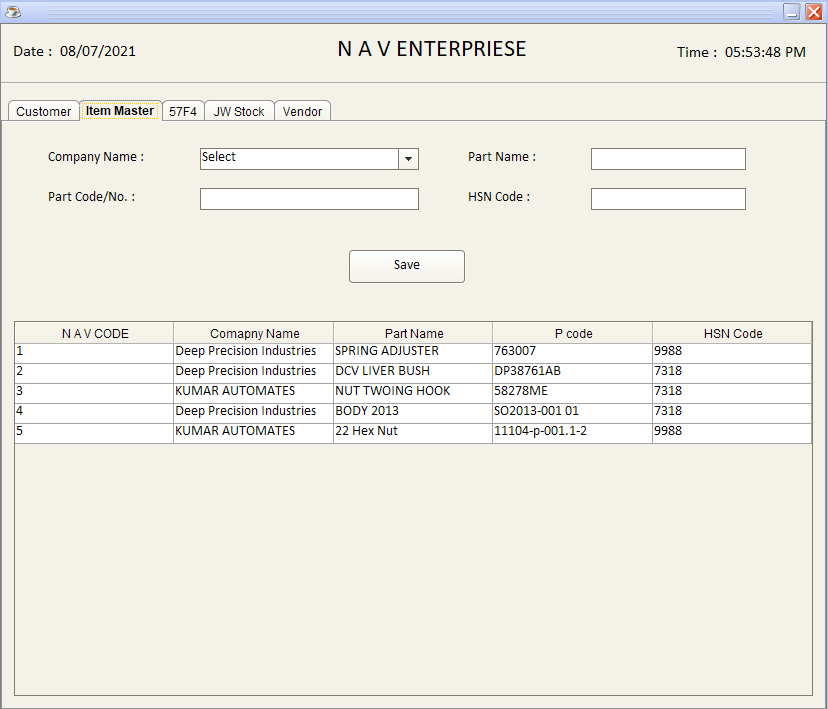 Date : 08/07/2021
N A V ENTERPRIESE
Time : 05:53:48 PM
Customer Item Master 57F4 JW Stock Vendor
Company Name : Select Part Name :
Part Code/No. : HSN Code :
Save
N A V CODE Comapny Name Part Name P code HSN Code
1 Deep Precision Industries SPRING ADJUSTER 763007 9988
2 Deep Precision Industries DCV LIVER BUSH DP38761AB 7318
3 KUMAR AUTOMATES NUT TWOING HOOK 58278ME 7318
4 Deep Precision Industries BODY 2013 SO2013-001 01 7318
5 KUMAR AUTOMATES 22 Hex Nut 11104-p-001.1-2 9988